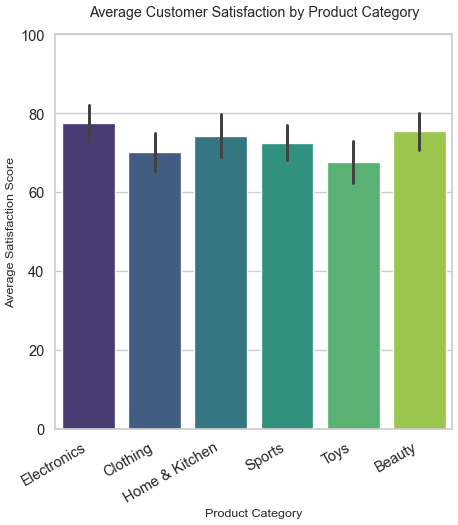 Average Customer Satisfaction by Product Category
100
80
60
40
20
0
Average Satisfaction Score
Electronics
Clothing
Home & Kitchen
Sports
Toys
Beauty
Product Category